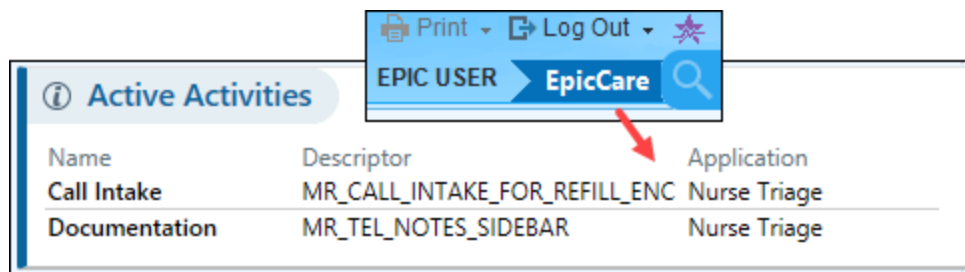 Print Log Out
EPIC USER EpicCare
Active Activities
Name Descriptor Application
Call Intake MR_CALL_INTAKE_FOR_REFILL_ENC Nurse Triage
Documentation MR_TEL_NOTES_SIDEBAR Nurse Triage